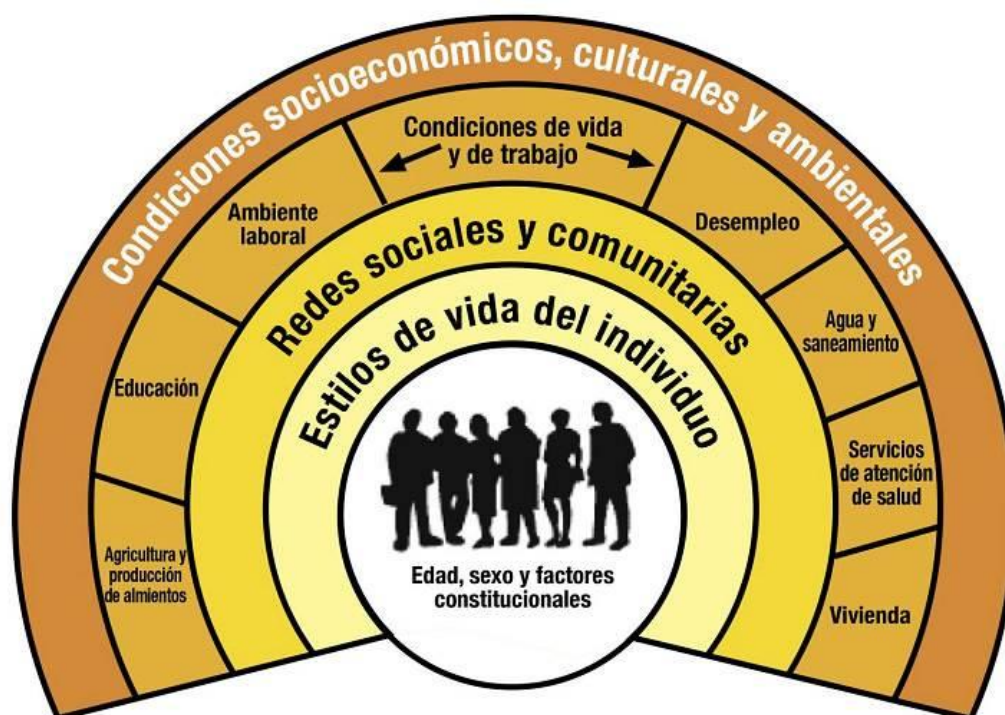 Condiciones socioeconómicos, culturales y ambientales
Condiciones de vida
y de trabajo
Ambiente
laboral
Desempleo
Redes sociales y comunitarias
Agua y
saneamiento
Estilos de vida del individuo
Educación
Servicios
de atención
de salud
Agricultura y
producción
de almientos
Edad, sexo y factores
constitucionales
Vivienda